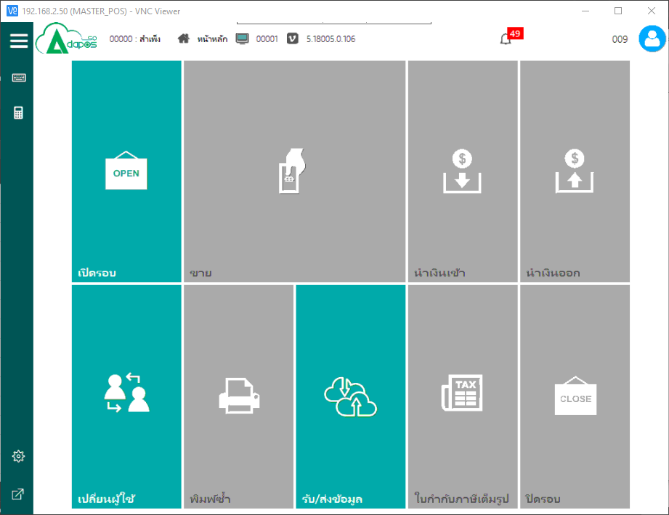 192.168.2.50 (MASTER_POS) - VNC Viewer
Adapos GO 00000 : สำเพ็ง หน้าหลัก 00001 5.18005.0.106 49 009
OPEN
$ $
เปิดรอบ ขาย นำเงินเข้า นำเงินออก
TAX
CLOSE
เปลี่ยนผู้ใช้ พิมพ์ซ้ำ รับ/ส่งข้อมูล ใบกำกับภาษีเต็มรูป ปิดรอบ